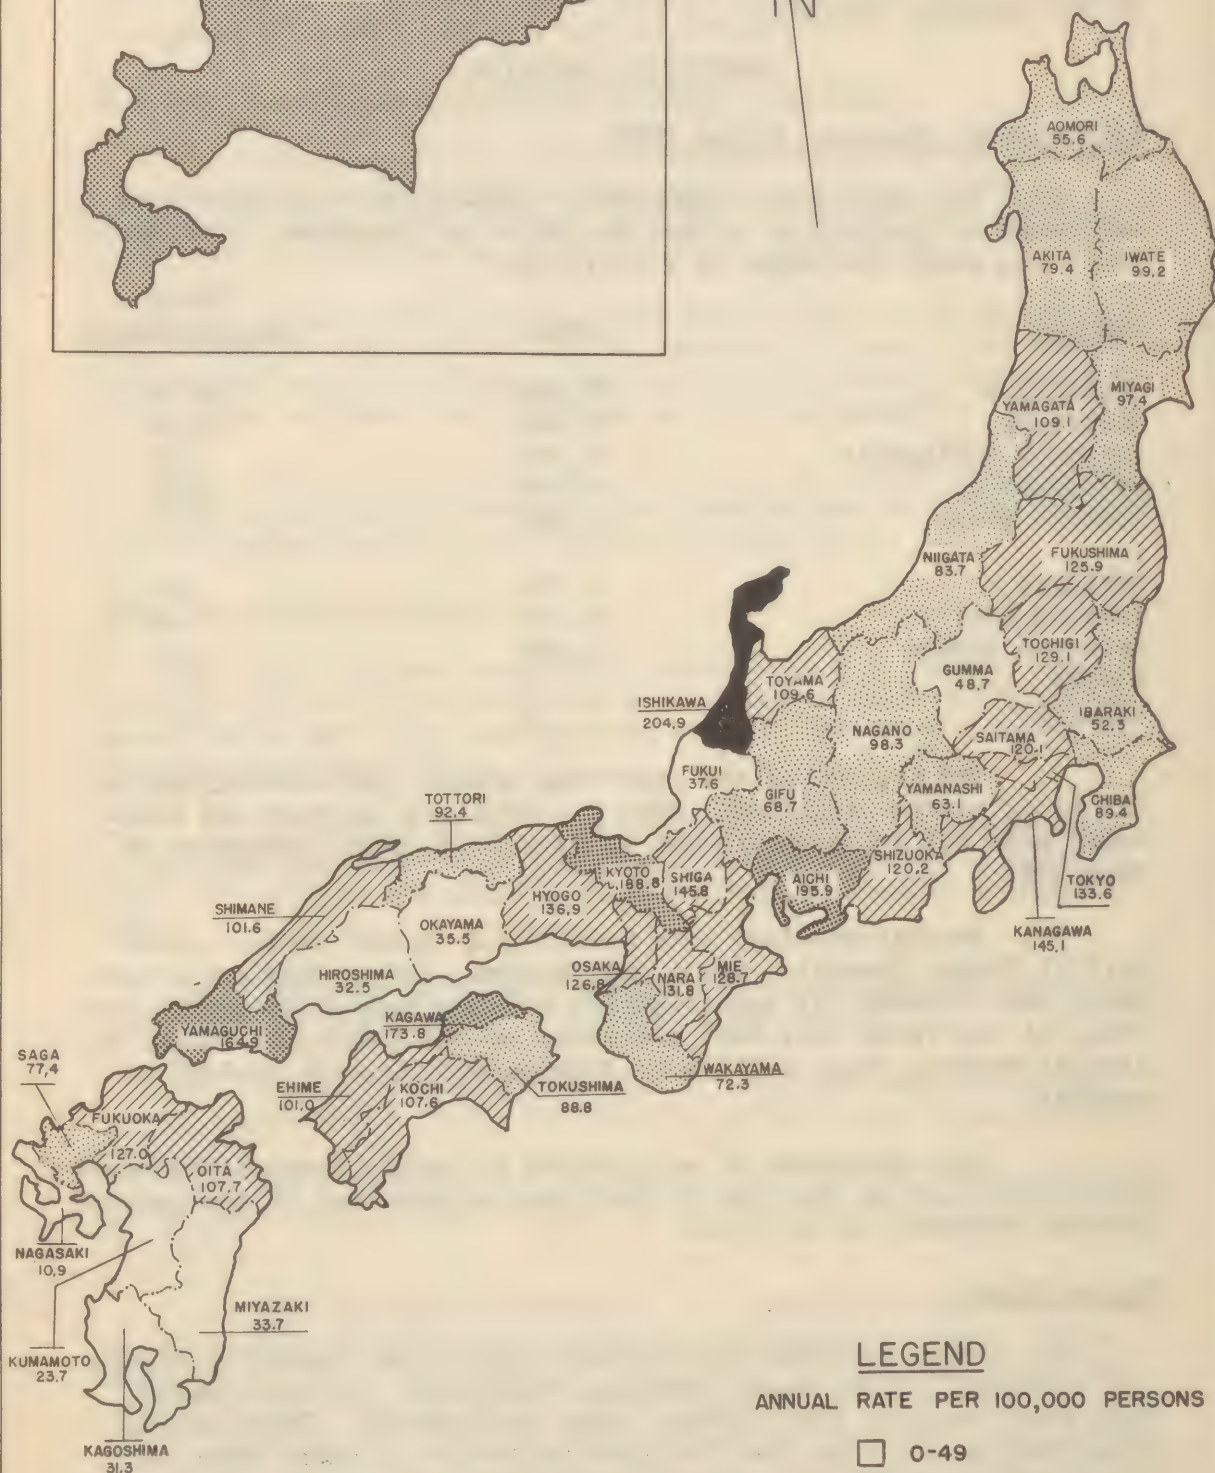 N
AOMORI
55.6
AKITA
79.4
IWATE
99.2
MIYAGI
97.4
YAMAGATA
109.1
NIIGATA
83.7
FUKUSHIMA
125.9
TOCHIGI
129.1
GUMMA
48.7
TOYAMA
109.6
ISHIKAWA
204.9
IBARAKI
52.3
NAGANO
98.3
SAITAMA
120.1
FUKUI
37.6
GIFU
68.7
YAMANASHI
63.1
CHIBA
89.4
TOTTORI
92.4
KYOTO
188.8
SHIGA
145.8
AICHI
195.9
SHIZUOKA
120.2
TOKYO
133.6
HYOGO
136.9
SHIMANE
101.6
OKAYAMA
35.5
KANAGAWA
145.1
HIROSHIMA
32.5
OSAKA
126.8
NARA
131.8
MIE
128.7
KAGAWA
173.8
YAMAGUCHI
164.9
WAKAYAMA
72.3
SAGA
77,4
EHIME
101.0
KOCHI
107.6
TOKUSHIMA
88.8
FUKUOKA
127.0
OITA
107.7
NAGASAKI
10.9
MIYAZAKI
33.7
KUMAMOTO
23.7
KAGOSHIMA
31.3
LEGEND
ANNUAL RATE PER 100,000 PERSONS
0-49